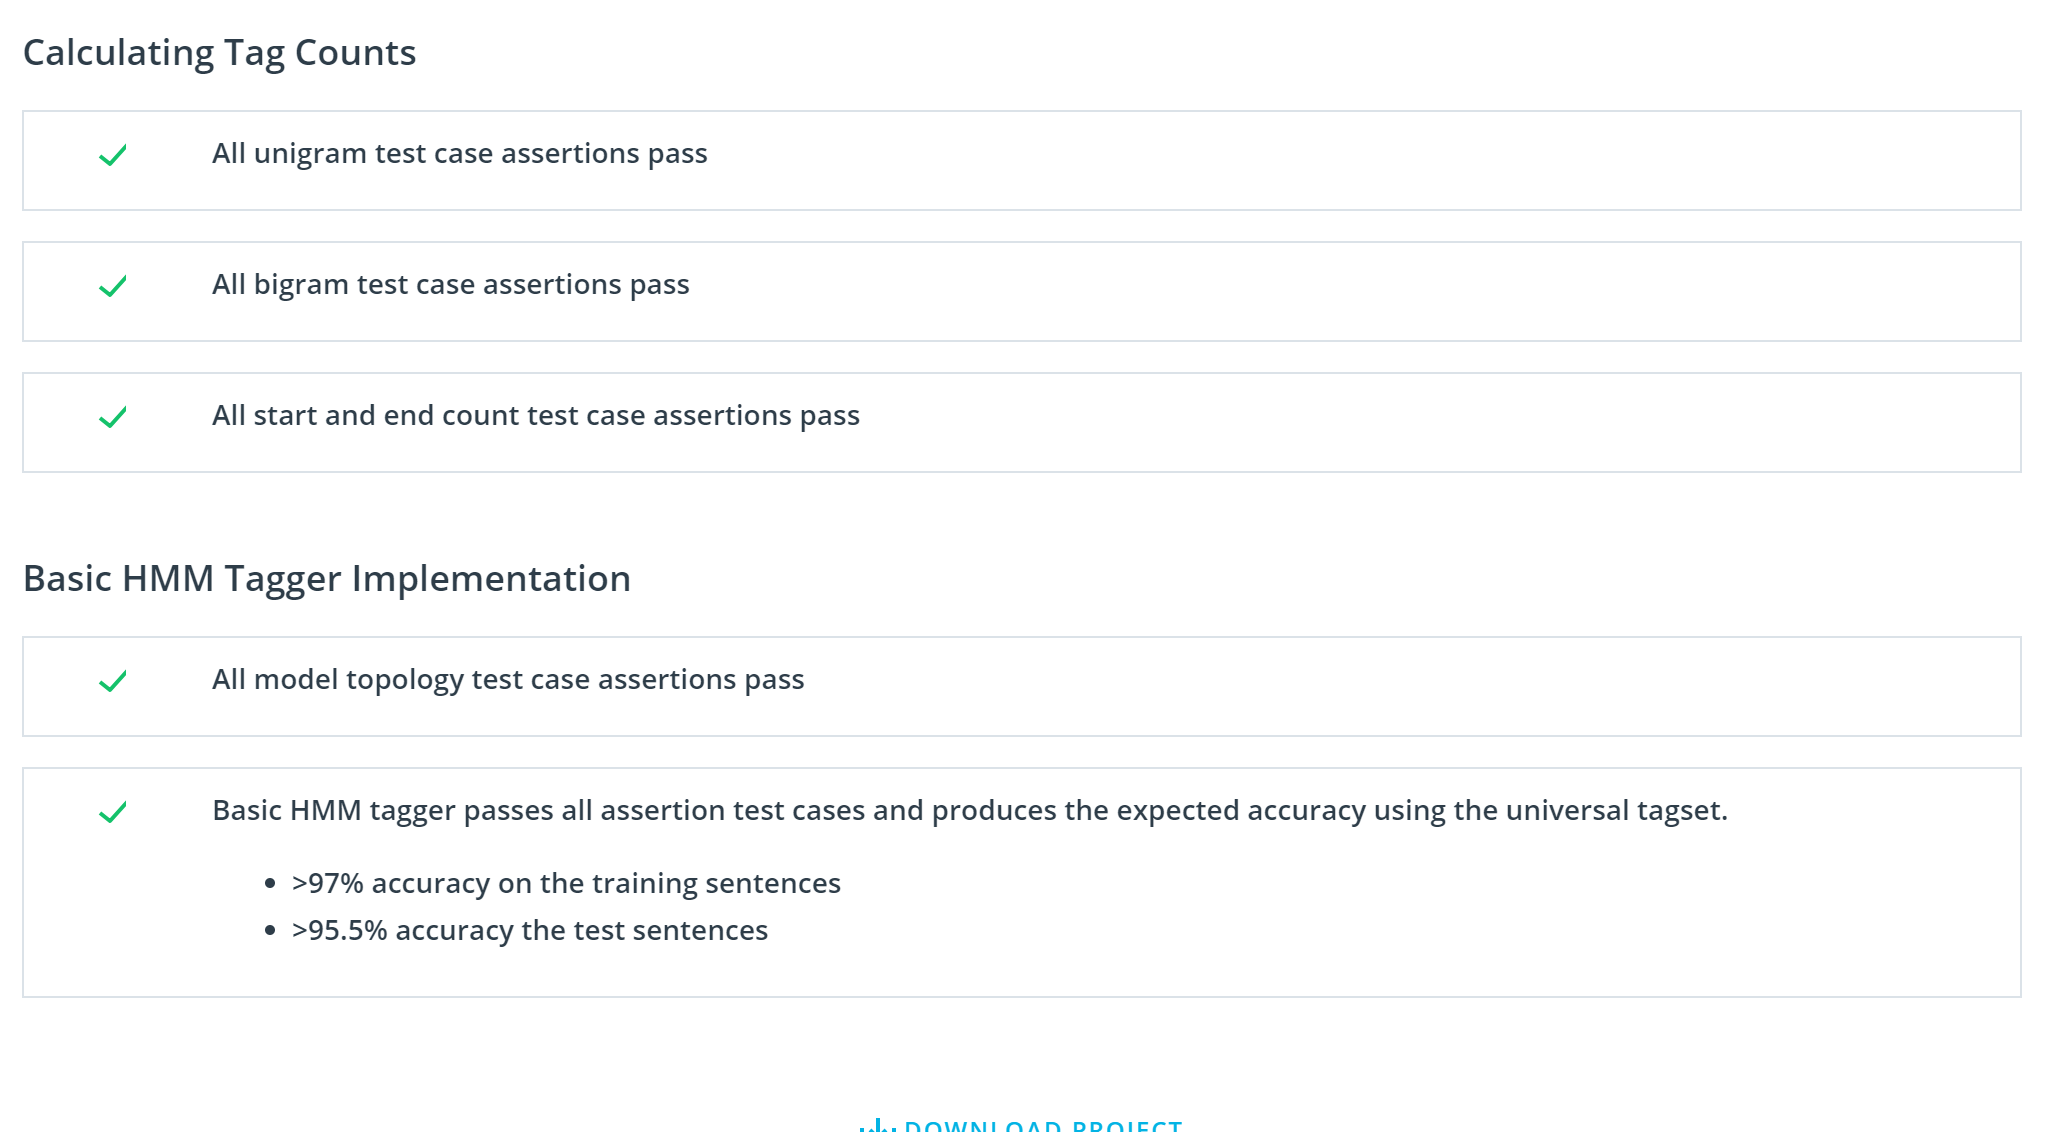 Calculating Tag Counts
All unigram test case assertions pass
All bigram test case assertions pass
All start and end count test case assertions pass
Basic HMM Tagger Implementation
All model topology test case assertions pass
Basic HMM tagger passes all assertion test cases and produces the expected accuracy using the universal tagset.
>97% accuracy on the training sentences
>95.5% accuracy the test sentences
DOWNLOAD PROJECT